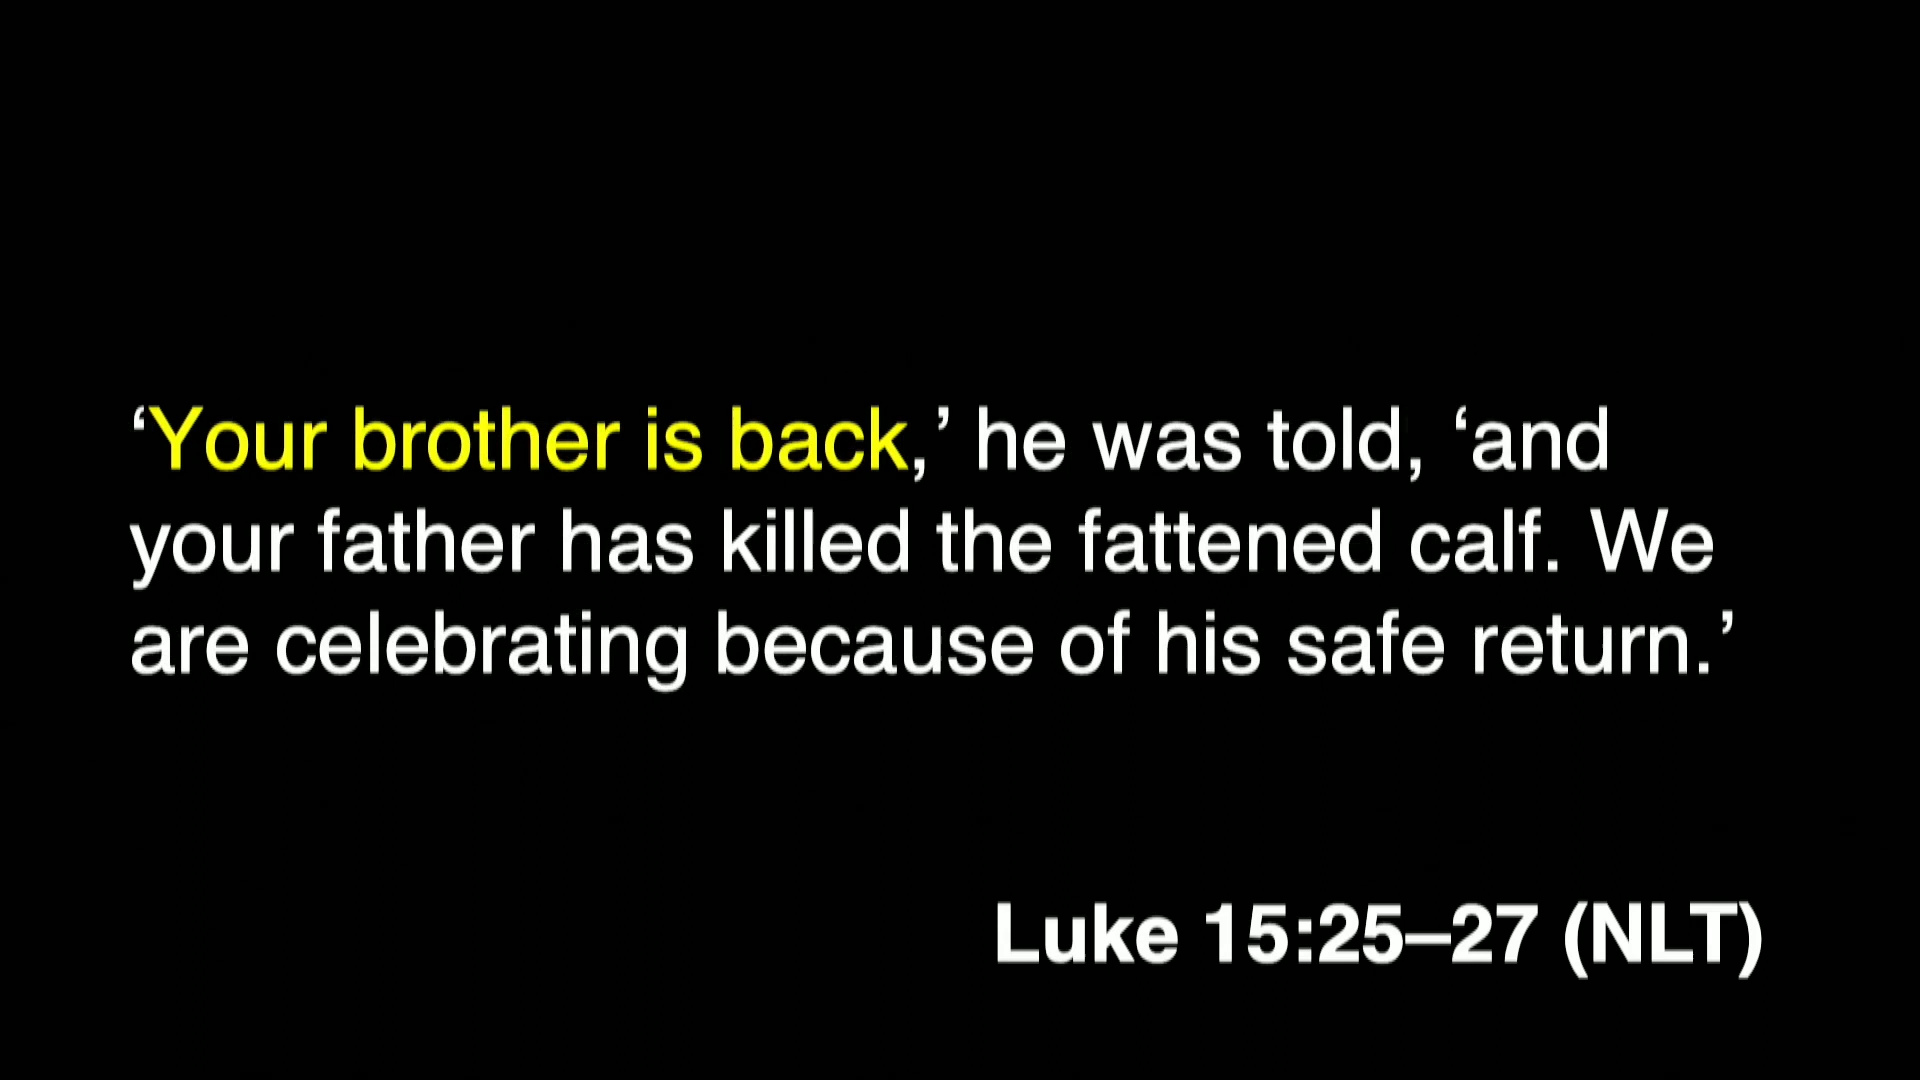 ‘Your brother is back,’ he was told, ‘and
your father has killed the fattened calf. We
are celebrating because of his safe return.’
Luke 15:25–27 (NLT)